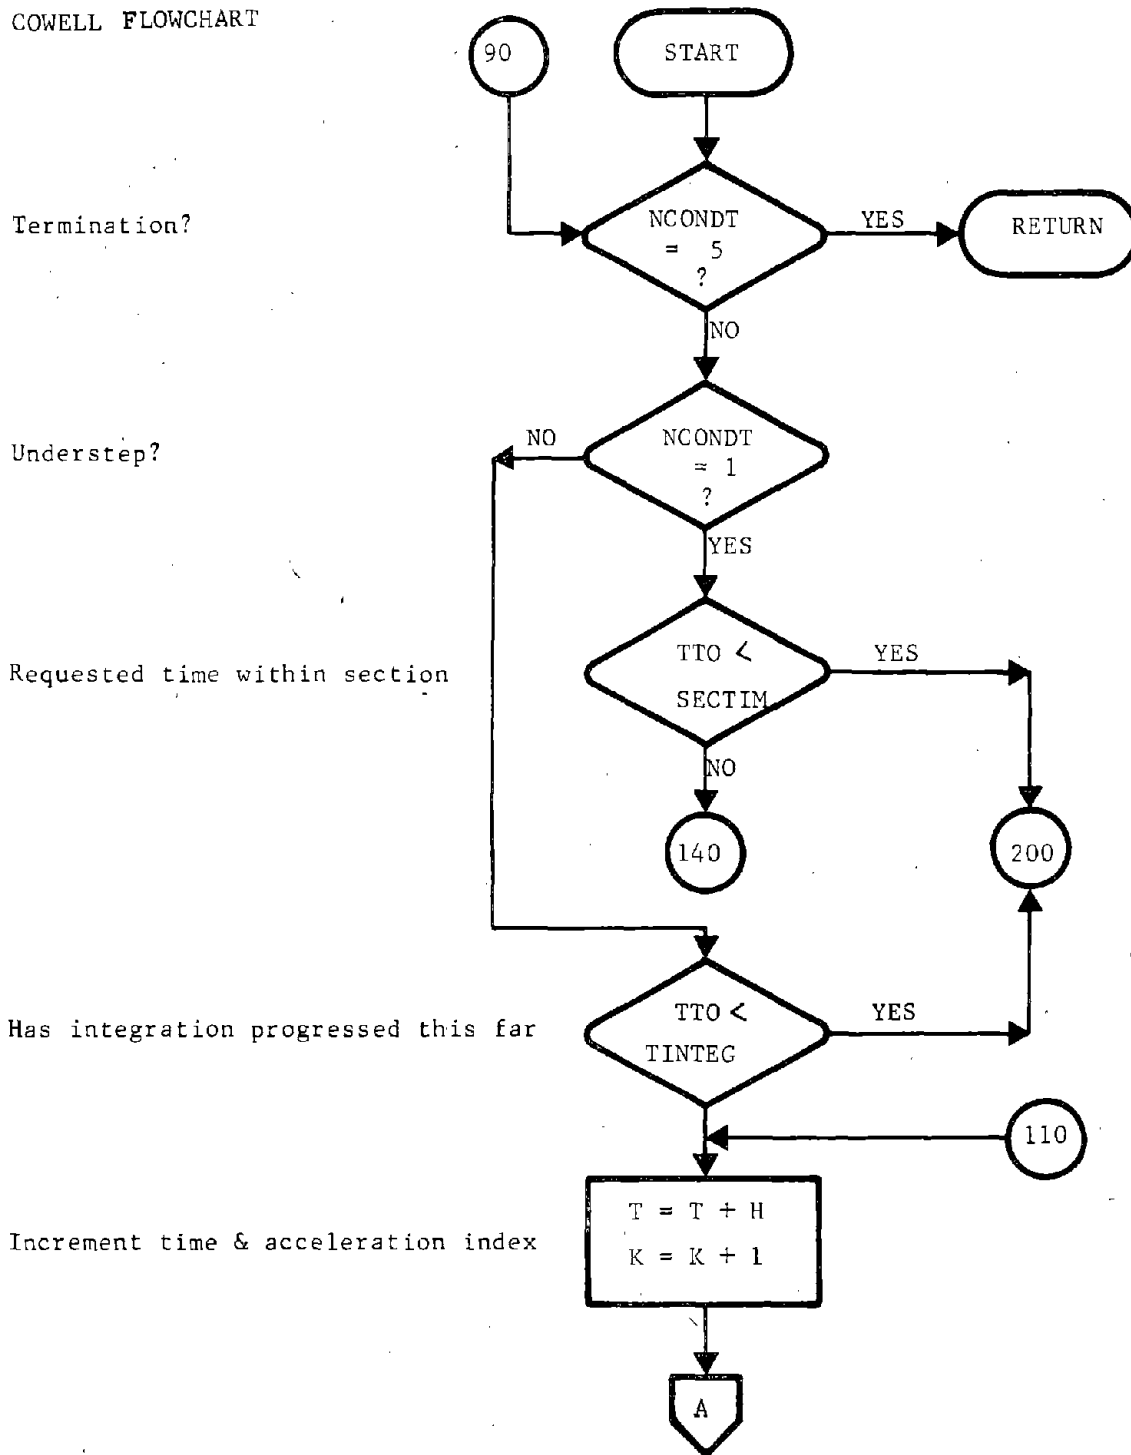 COWELL FLOWCHART
90
START
Termination?
NCONDT
= 5
?
YES
RETURN
NO
Understep?
NO
NCONDT
= 1
?
YES
Requested time within section
TTO <
SECTIM
YES
NO
140
200
Has integration progressed this far
TTO <
TINTEG
YES
110
Increment time & acceleration index
T = T + H
K = K + 1
A